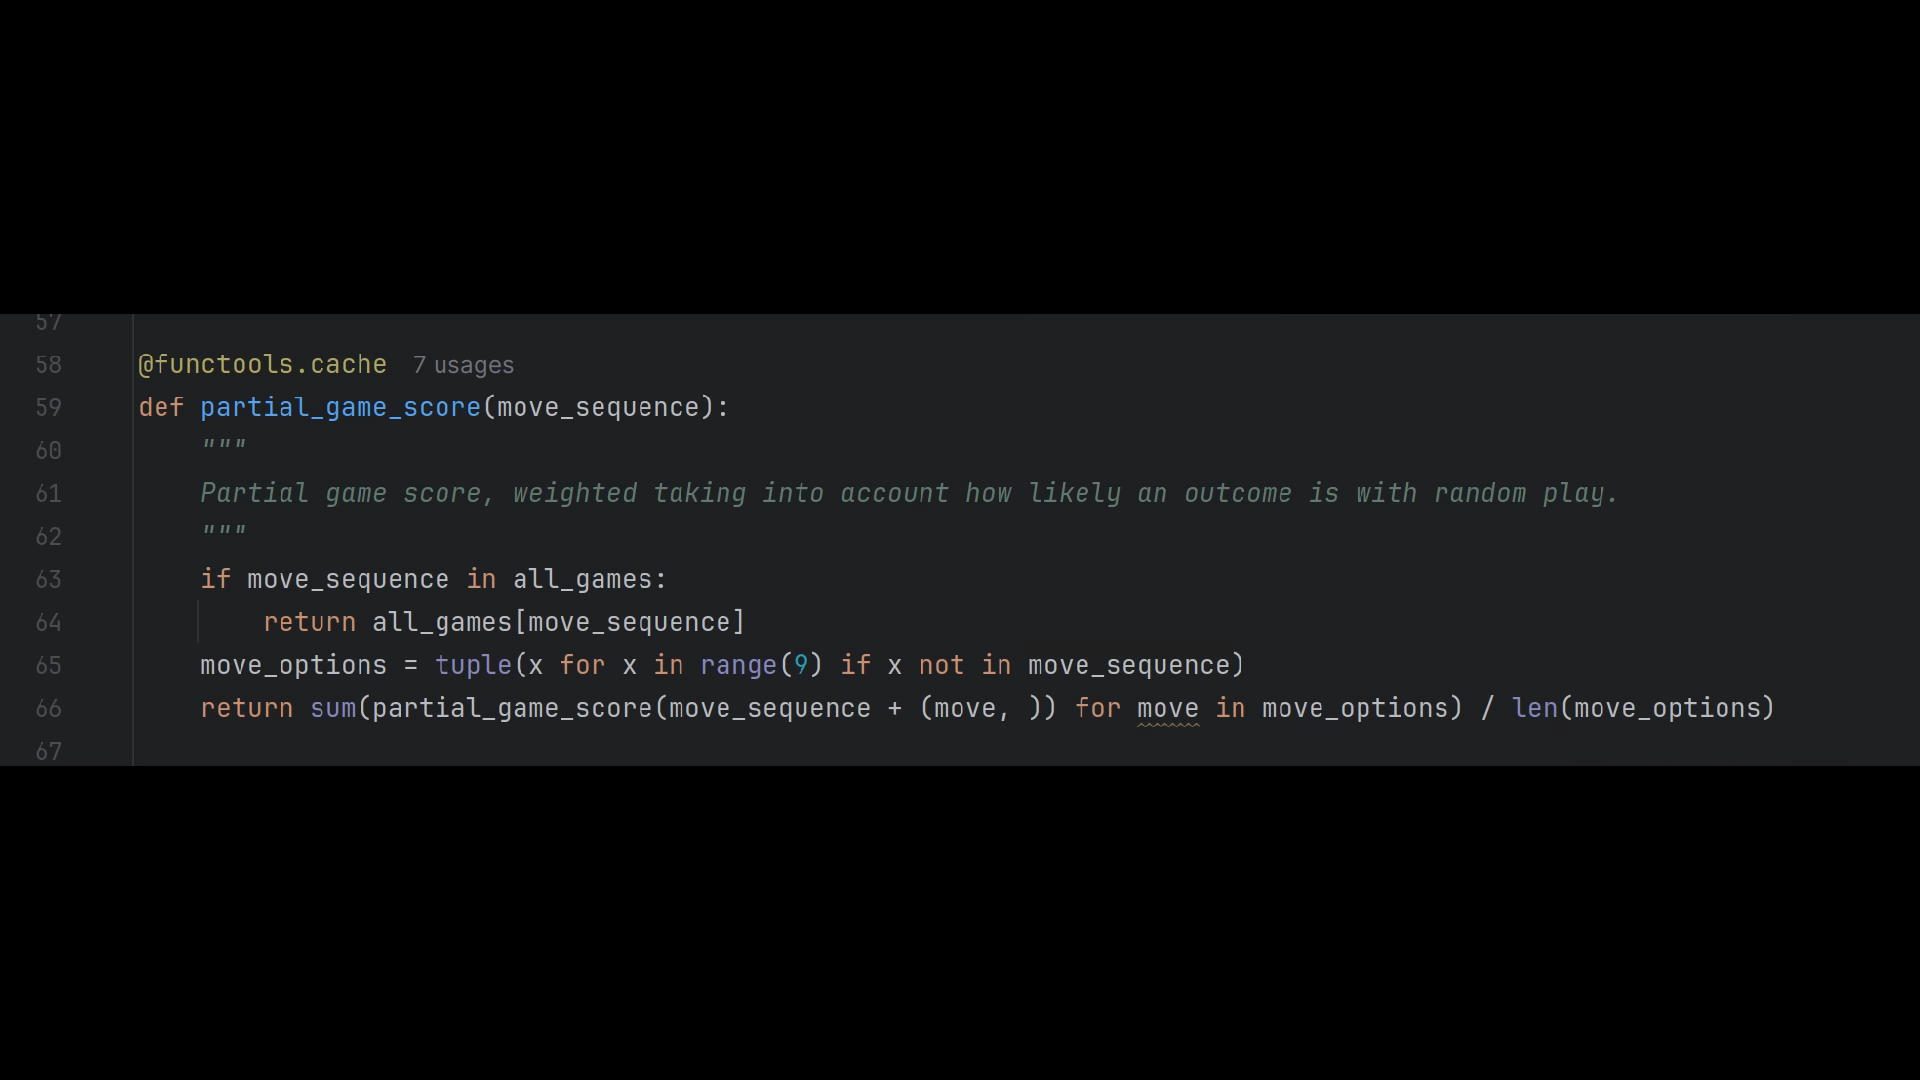 57
58 @functools.cache 7 usages
59 def partial_game_score(move_sequence):
60 """
61 Partial game score, weighted taking into account how likely an outcome is with random play.
62 """
63 if move_sequence in all_games:
64 return all_games[move_sequence]
65 move_options = tuple(x for x in range(9) if x not in move_sequence)
66 return sum(partial_game_score(move_sequence + (move, )) for move in move_options) / len(move_options)
67